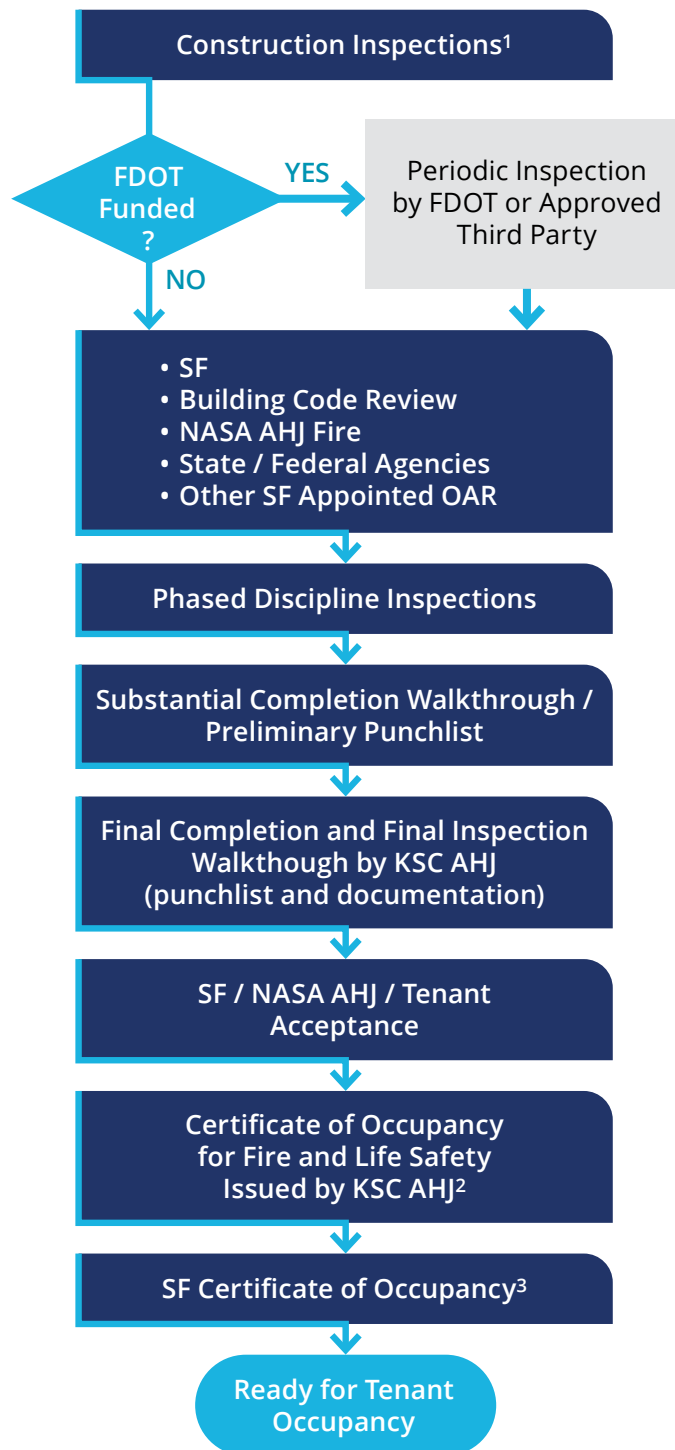 Construction Inspections¹
FDOT
Funded
?
YES
Periodic Inspection
by FDOT or Approved
Third Party
NO
• SF
• Building Code Review
• NASA AHJ Fire
• State / Federal Agencies
• Other SF Appointed OAR
Phased Discipline Inspections
Substantial Completion Walkthrough /
Preliminary Punchlist
Final Completion and Final Inspection
Walkthough by KSC AHJ
(punchlist and documentation)
SF / NASA AHJ / Tenant
Acceptance
Certificate of Occupancy
for Fire and Life Safety
Issued by KSC AHJ²
SF Certificate of Occupancy³
Ready for Tenant
Occupancy